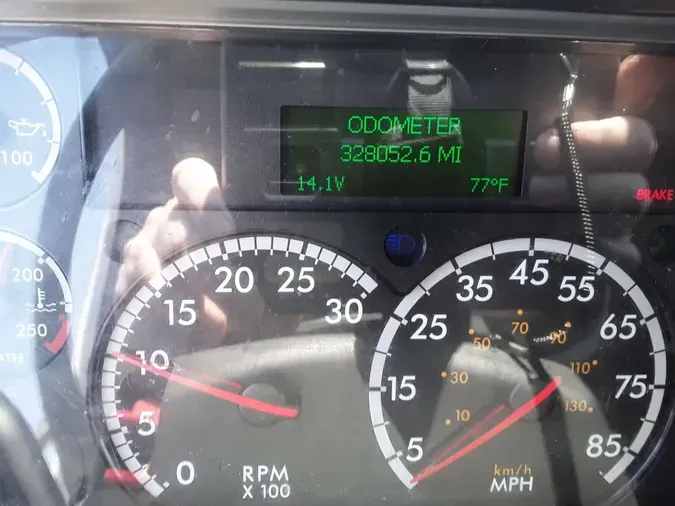 ODOMETER
328052.6 MI
14.1V 77°F
BRAKE
100
200
250
0 5 10 15 20 25 30
RPM
X 100
5 15 25 35 45 55 65 75 85
10 30 50 70 90 110 130
km/h
MPH